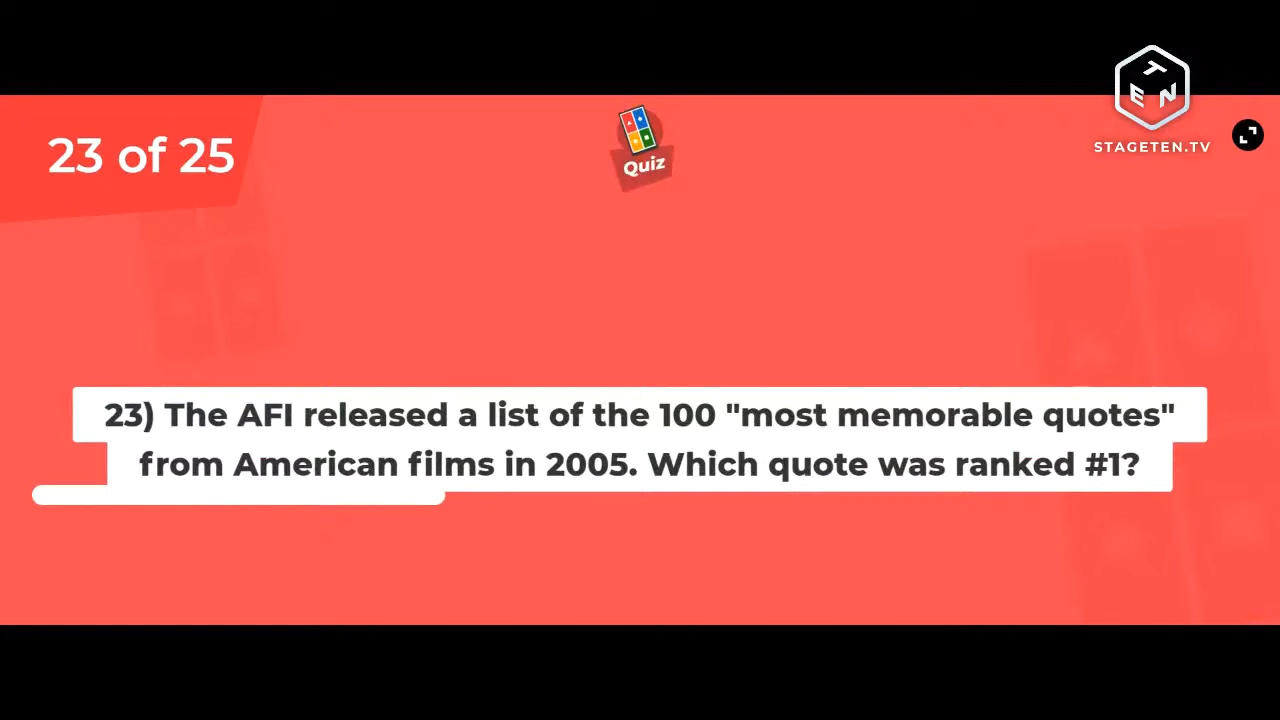 TEN
STAGETEN.TV
23 of 25
Quiz
23) The AFI released a list of the 100 "most memorable quotes"
from American films in 2005. Which quote was ranked #1?